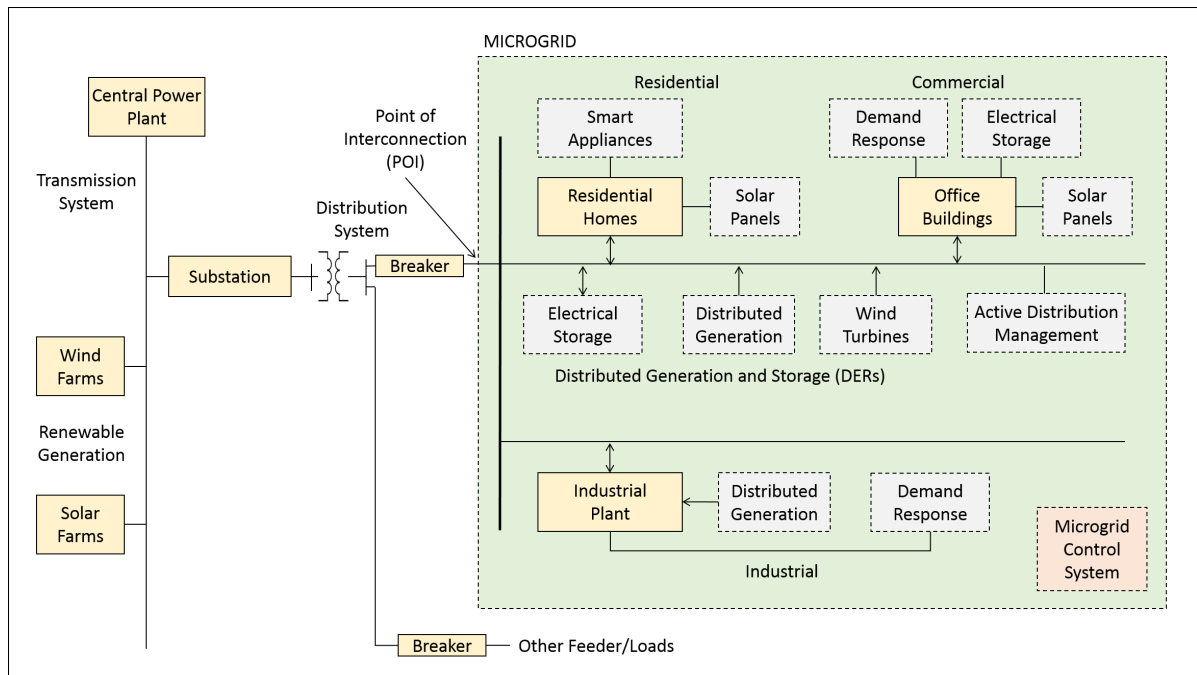 MICROGRID
Central Power
Plant
Transmission
System
Point of
Interconnection
(POI)
Distribution
System
Substation
Breaker
Wind
Farms
Renewable
Generation
Solar
Farms
Residential
Smart
Appliances
Residential
Homes
Solar
Panels
Commercial
Demand
Response
Electrical
Storage
Office
Buildings
Solar
Panels
Electrical
Storage
Distributed
Generation
Wind
Turbines
Active Distribution
Management
Distributed Generation and Storage (DERs)
Industrial
Plant
Distributed
Generation
Demand
Response
Industrial
Microgrid
Control
System
Breaker
Other Feeder/Loads